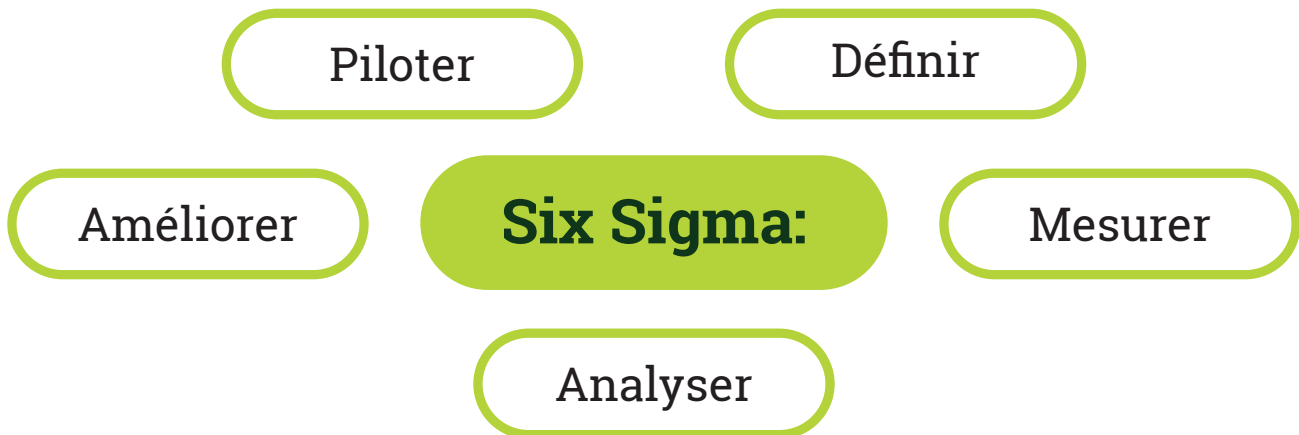 Piloter
Définir
Améliorer
Six Sigma:
Mesurer
Analyser